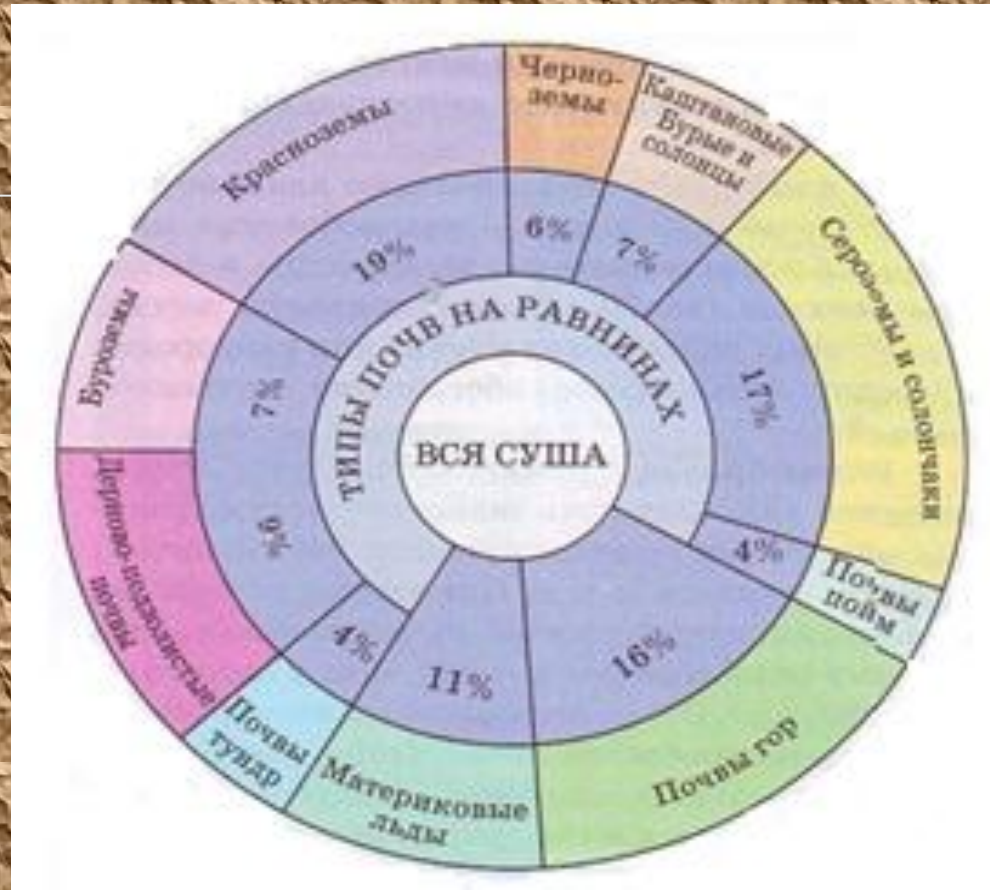 Черно-
земы
6%
Каштановые
Бурые и
солонцы
7%
Сероземы и солончаки
17%
Почвы
пойм
4%
Почвы гор
16%
Материковые
льды
11%
Почвы
тундр
4%
Дерново-подзолистые
почвы
9%
Буроземы
7%
Красноземы
19%
ТИПЫ ПОЧВ НА РАВНИНАХ
ВСЯ СУША